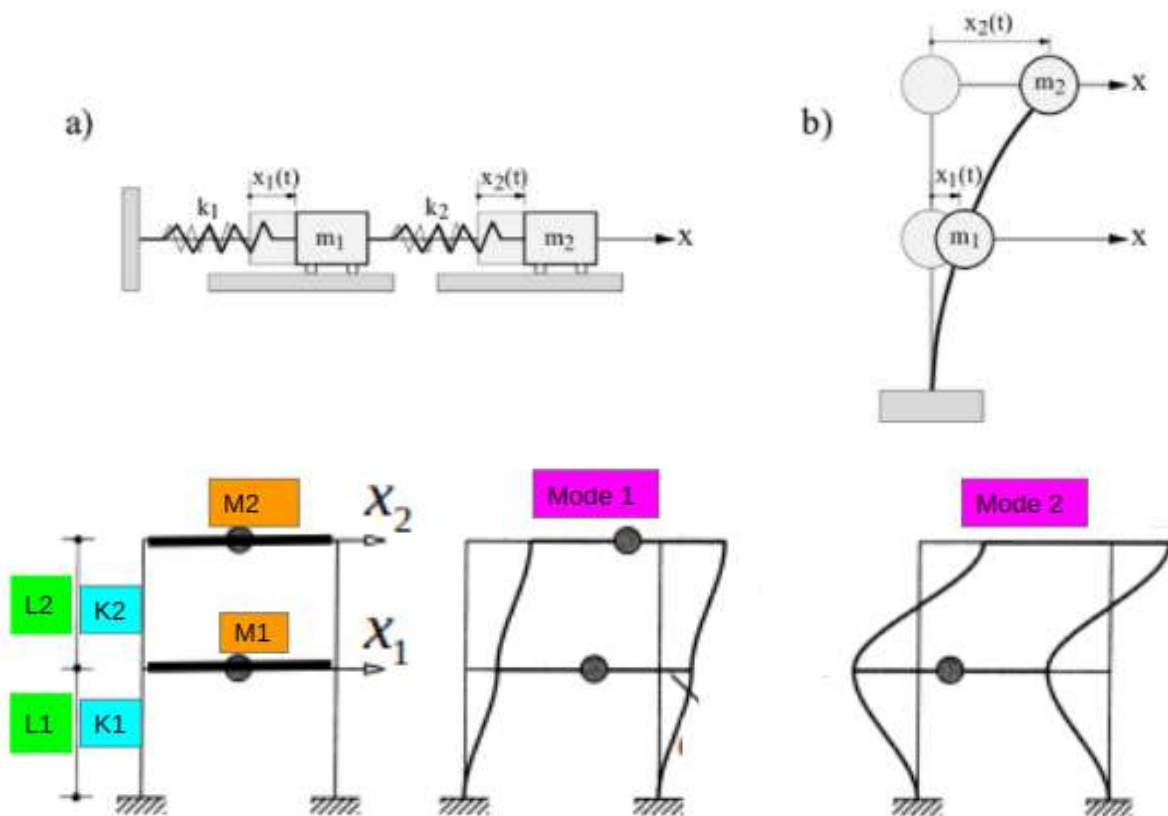 a)
x1(t)
x2(t)
k1
k2
m1
m2
x
b)
x2(t)
m2
x
x1(t)
m1
x
M2
x2
Mode 1
Mode 2
L2
K2
M1
x1
L1
K1